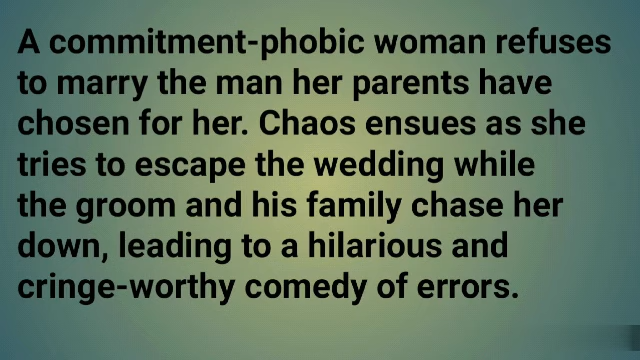 A commitment-phobic woman refuses
to marry the man her parents have
chosen for her. Chaos ensues as she
tries to escape the wedding while
the groom and his family chase her
down, leading to a hilarious and
cringe-worthy comedy of errors.